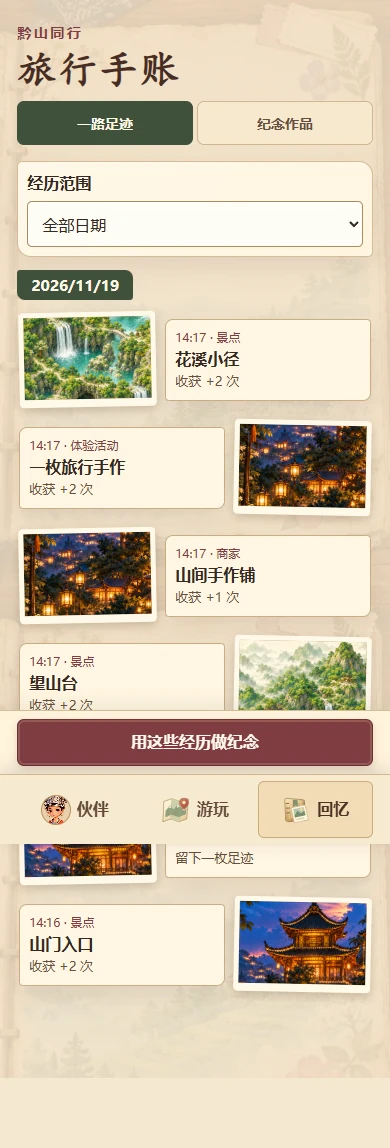 黔山同行
旅行手账
一路足迹
纪念作品
经历范围
全部日期
2026/11/19
14:17 · 景点
花溪小径
收获 +2 次
14:17 · 体验活动
一枚旅行手作
收获 +2 次
14:17 · 商家
山间手作铺
收获 +1 次
14:17 · 景点
望山台
用这些经历做纪念
伙伴
游玩
回忆
留下一枚足迹
14:16 · 景点
山门入口
收获 +2 次